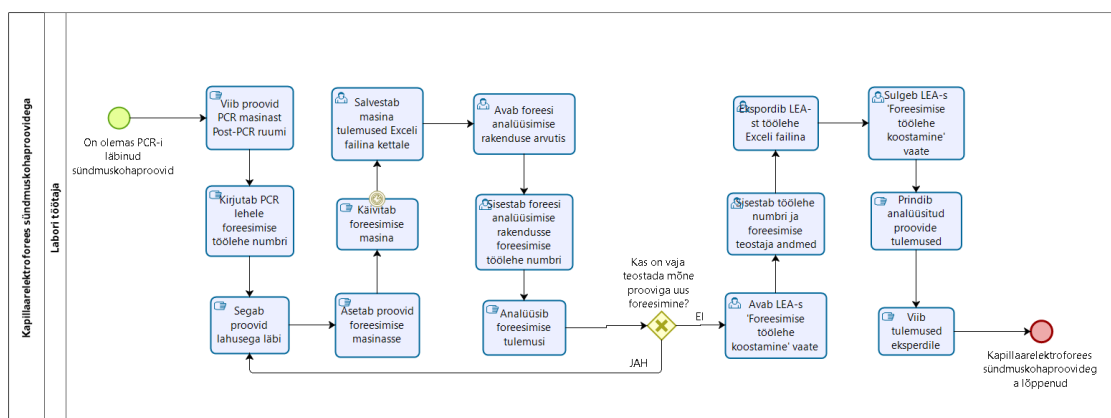 Kapillaarelektroforees sündmuskohaproovidega
Labori töötaja
On olemas PCR-i
läbinud
sündmuskohaproovid
Viib proovid
PCR masinast
Post-PCR ruumi
Kirjutab PCR
lehele
foreesimise
töölehe numbri
Segab
proovid
lahusega läbi
Asetab proovid
foreesimise
masinasse
Käivitab
foreesimise
masina
Salvestab
masina
tulemused Exceli
failina kettale
Avab foreesi
analüüsimise
rakenduse arvutis
Sisestab foreesi
analüüsimise
rakendusse
foreesimise
töölehe numbri
Analüüsib
foreesimise
tulemusi
Kas on vaja
teostada mõne
prooviga uus
foreesimine?
EI
JAH
Avab LEA-s
'Foreesimise
töölehe
koostamine' vaate
Sisestab töölehe
numbri ja
foreesimise
teostaja andmed
Ekspordib LEA-
st töölehe
Exceli failina
Sulgeb LEA-s
'Foreesimise
töölehe
koostamine'
vaate
Prindib
analüüsitud
proovide
tulemused
Viib
tulemused
eksperdile
Kapillaarelektroforees
sündmuskohaproovideg
a lõppenud